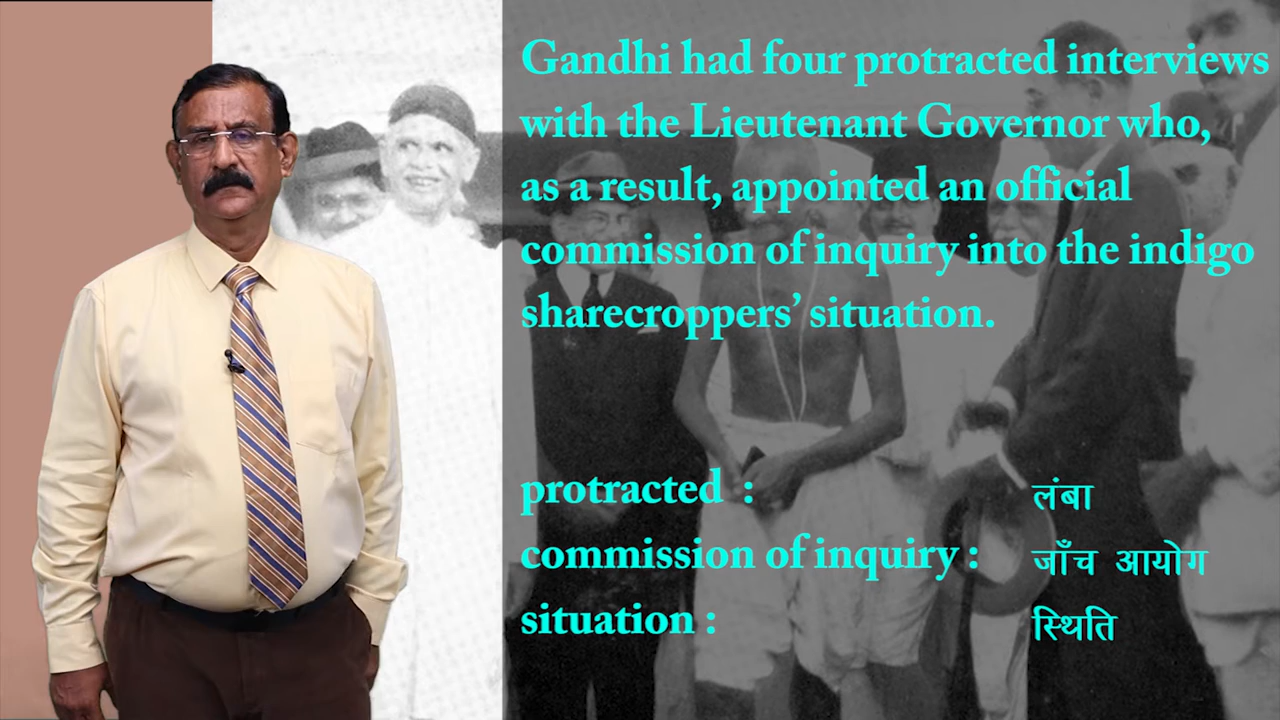 Gandhi had four protracted interviews
with the Lieutenant Governor who,
as a result, appointed an official
commission of inquiry into the indigo
sharecroppers’ situation.
protracted : लंबा
commission of inquiry : जाँच आयोग
situation : स्थिति